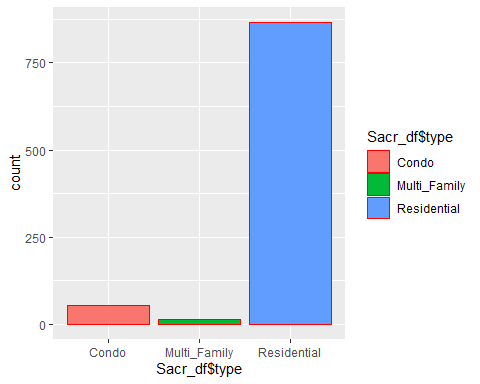 750
500
250
0
count
Condo
Multi_Family
Residential
Sacr_df$type
Sacr_df$type
Condo
Multi_Family
Residential